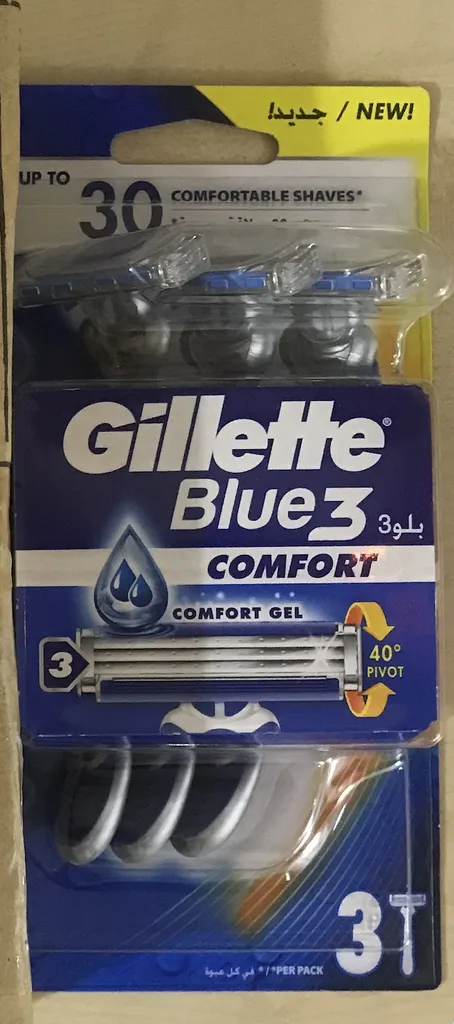 جديد! / NEW!
UP TO
30 COMFORTABLE SHAVES*
Gillette®
Blue3 بلو3
COMFORT
COMFORT GEL
3
40°
PIVOT
3
في كل عبوة */*PER PACK